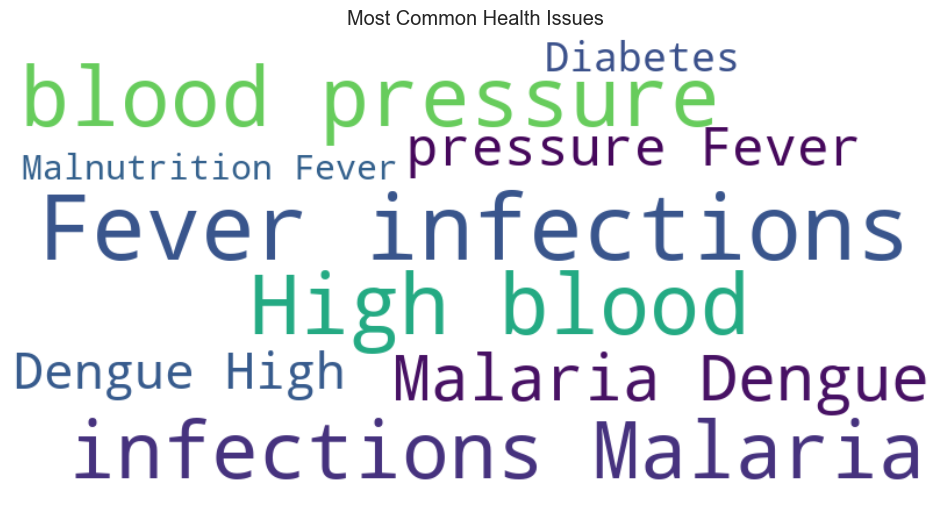 Most Common Health Issues
Diabetes
blood pressure
pressure Fever
Malnutrition Fever
Fever infections
High blood
Dengue High
Malaria Dengue
infections Malaria